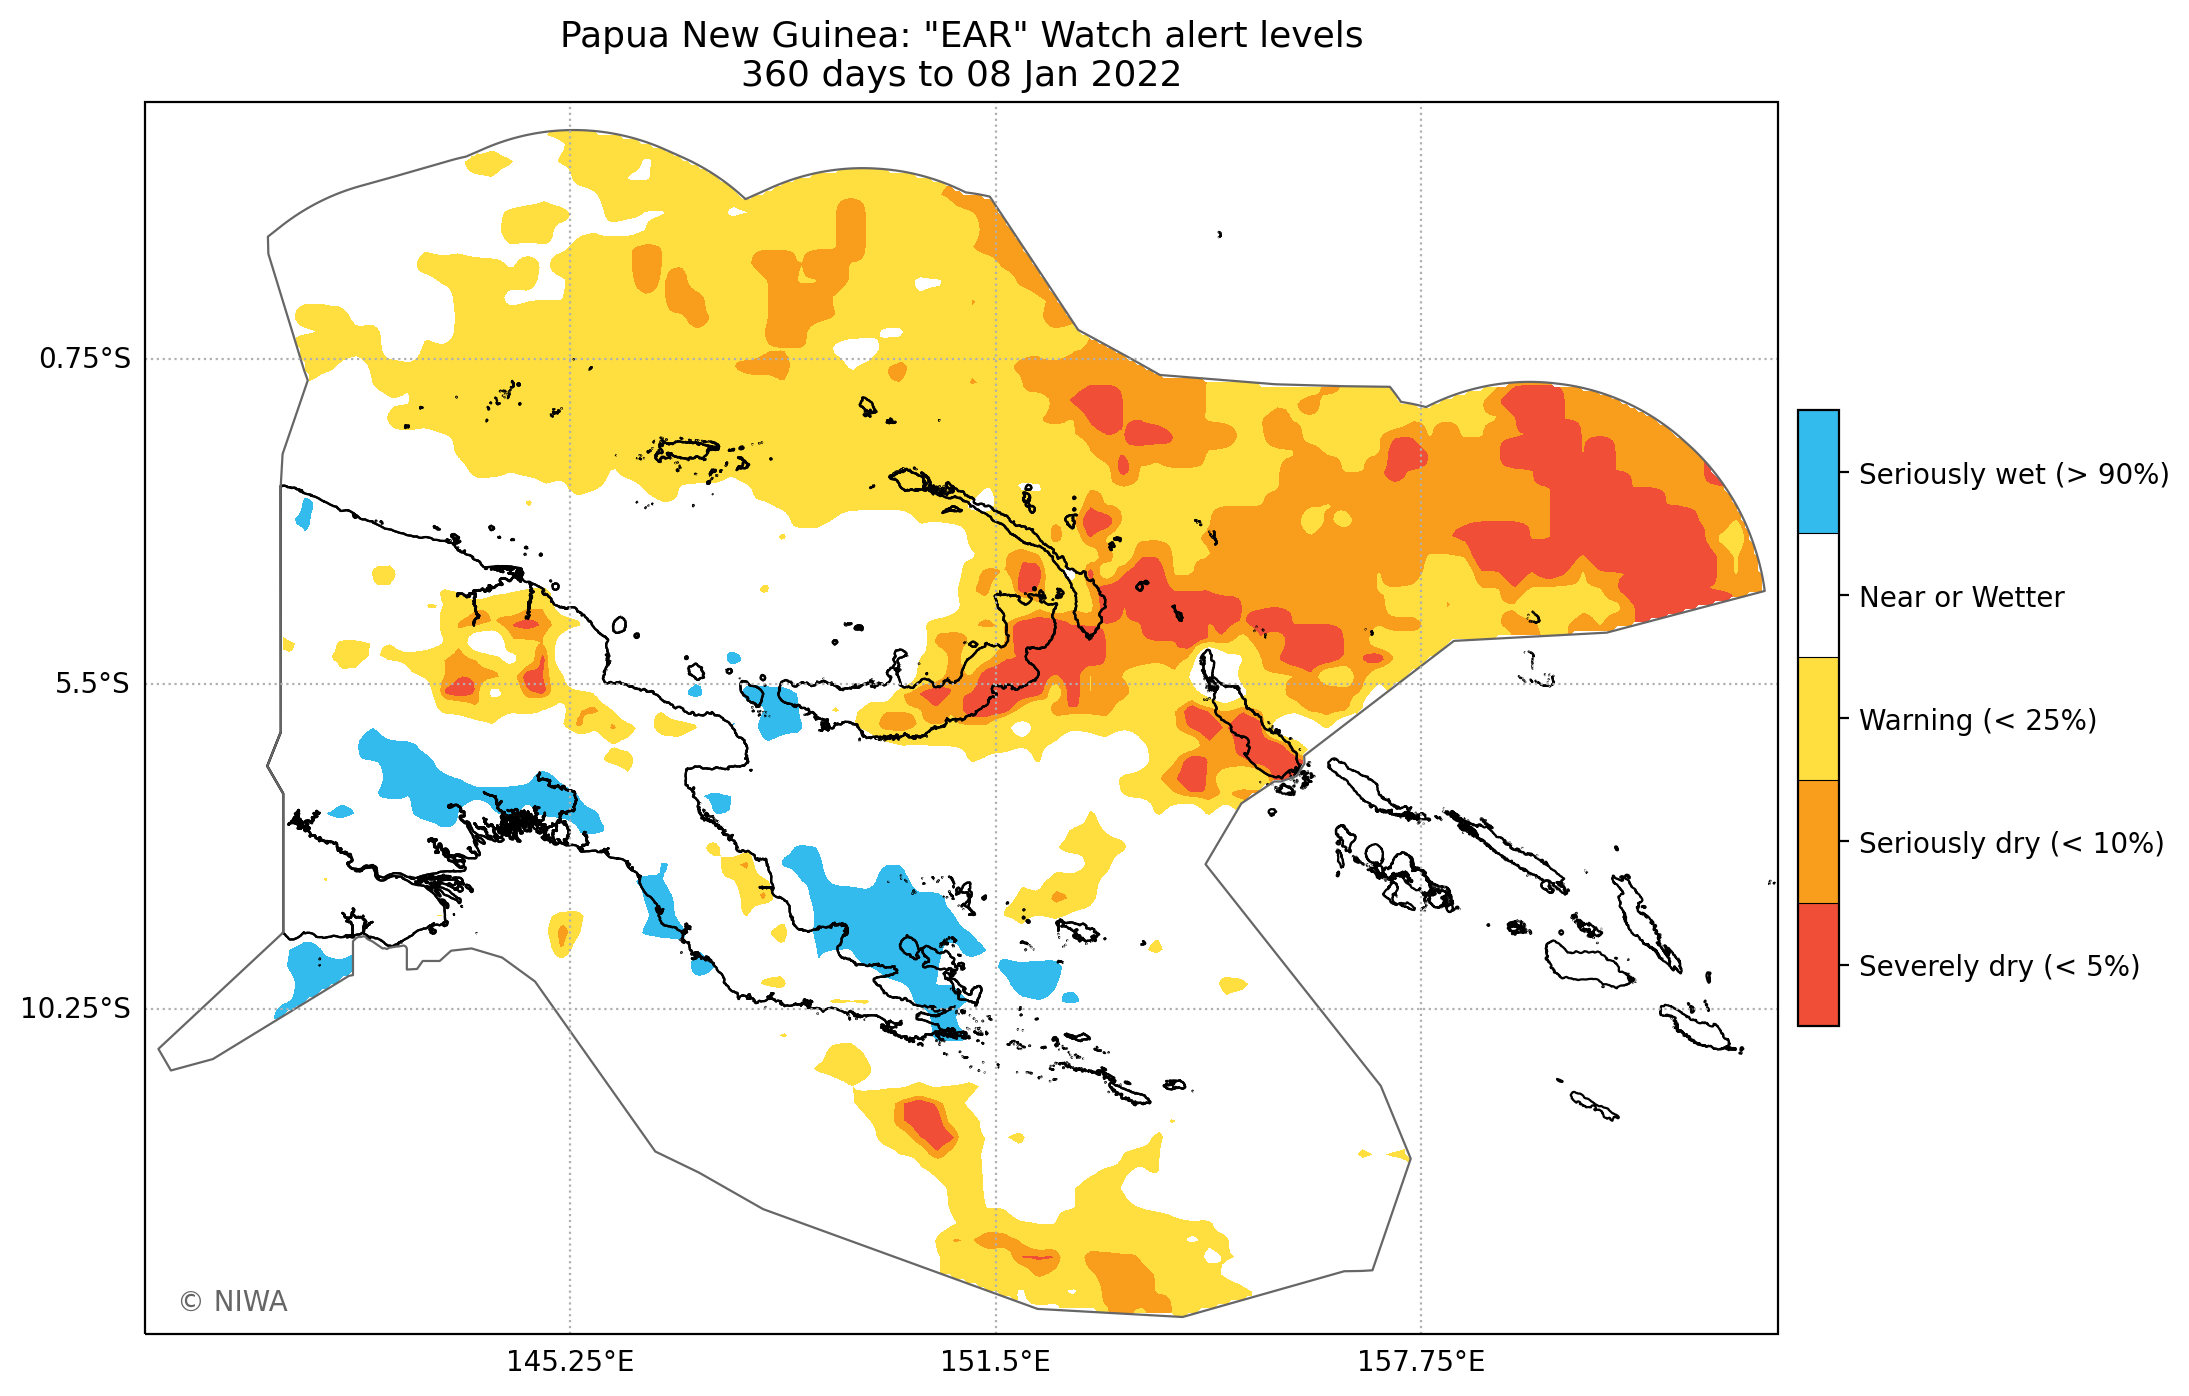 Papua New Guinea: "EAR" Watch alert levels
360 days to 08 Jan 2022
0.75°S
5.5°S
10.25°S
145.25°E
151.5°E
157.75°E
Seriously wet (> 90%)
Near or Wetter
Warning (< 25%)
Seriously dry (< 10%)
Severely dry (< 5%)
© NIWA